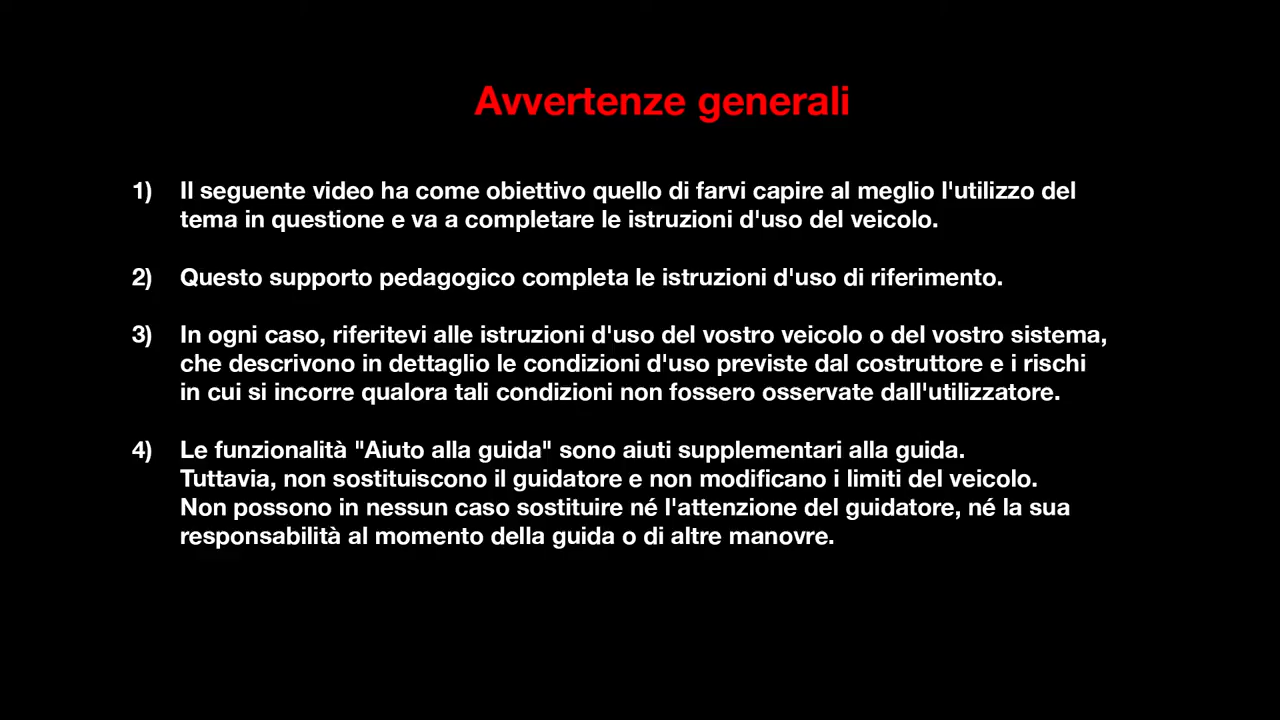 Avvertenze generali
1) Il seguente video ha come obiettivo quello di farvi capire al meglio l'utilizzo del
tema in questione e va a completare le istruzioni d'uso del veicolo.
2) Questo supporto pedagogico completa le istruzioni d'uso di riferimento.
3) In ogni caso, riferitevi alle istruzioni d'uso del vostro veicolo o del vostro sistema,
che descrivono in dettaglio le condizioni d'uso previste dal costruttore e i rischi
in cui si incorre qualora tali condizioni non fossero osservate dall'utilizzatore.
4) Le funzionalità "Aiuto alla guida" sono aiuti supplementari alla guida.
Tuttavia, non sostituiscono il guidatore e non modificano i limiti del veicolo.
Non possono in nessun caso sostituire né l'attenzione del guidatore, né la sua
responsabilità al momento della guida o di altre manovre.